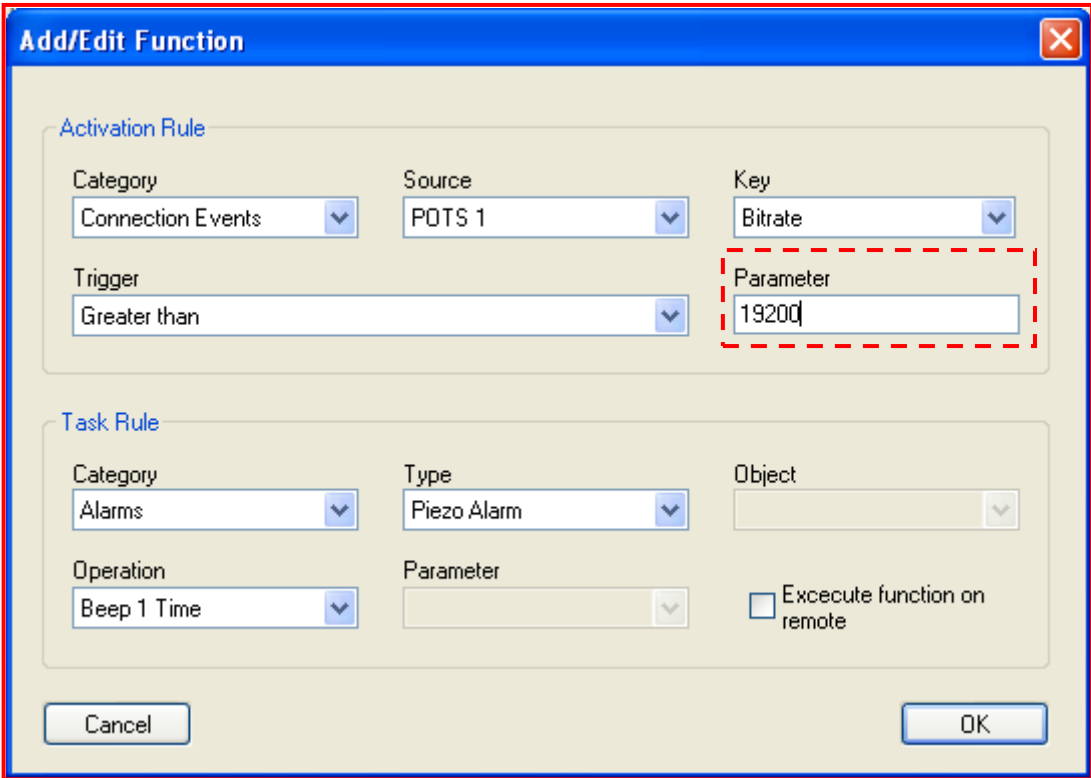 Add/Edit Function
Activation Rule
Category
Source
Key
Connection Events
POTS 1
Bitrate
Trigger
Parameter
Greater than
19200
Task Rule
Category
Type
Object
Alarms
Piezo Alarm
Operation
Parameter
Beep 1 Time
Excecute function on
remote
Cancel
OK